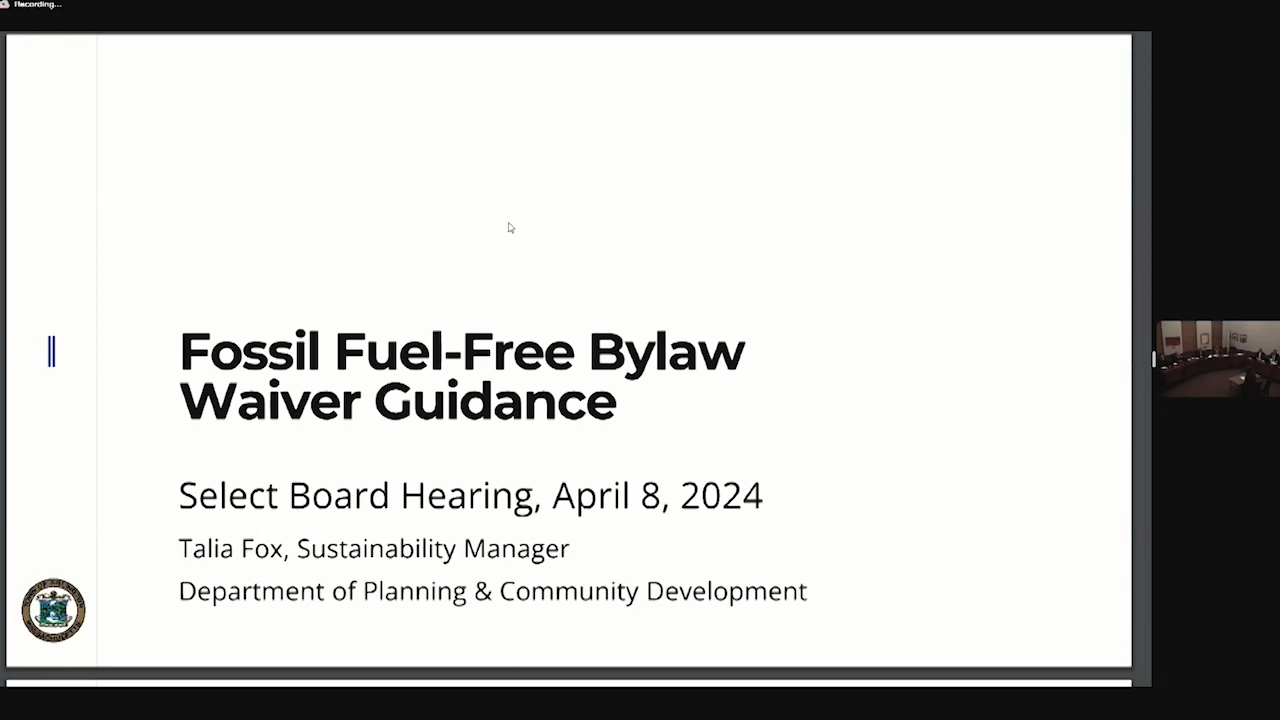 Recording...
Fossil Fuel-Free Bylaw
Waiver Guidance
Select Board Hearing, April 8, 2024
Talia Fox, Sustainability Manager
Department of Planning & Community Development